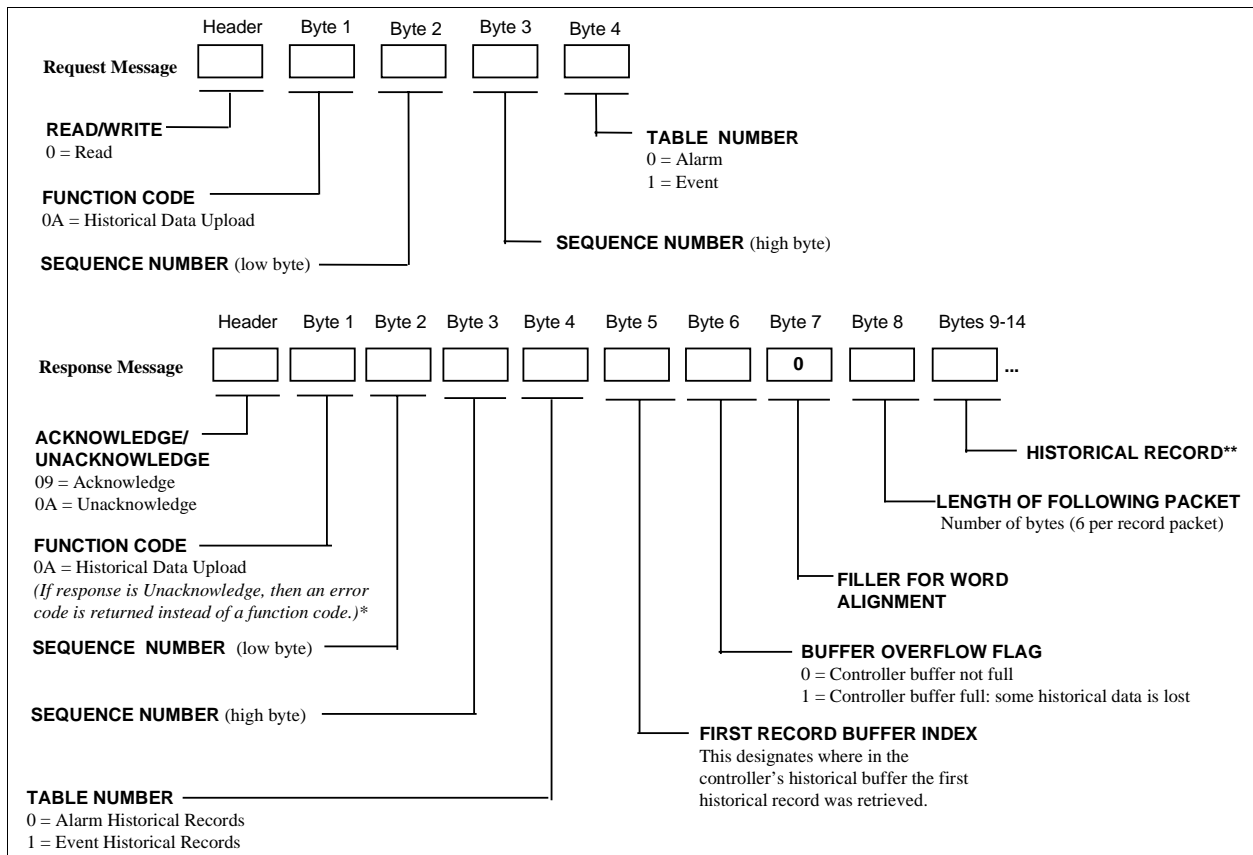 Header Byte 1 Byte 2 Byte 3 Byte 4
Request Message
READ/WRITE
0 = Read
TABLE NUMBER
0 = Alarm
1 = Event
FUNCTION CODE
0A = Historical Data Upload
SEQUENCE NUMBER (high byte)
SEQUENCE NUMBER (low byte)
Header Byte 1 Byte 2 Byte 3 Byte 4 Byte 5 Byte 6 Byte 7 Byte 8 Bytes 9-14
Response Message 0 ...
ACKNOWLEDGE/
UNACKNOWLEDGE
09 = Acknowledge
0A = Unacknowledge
HISTORICAL RECORD**
LENGTH OF FOLLOWING PACKET
Number of bytes (6 per record packet)
FUNCTION CODE
0A = Historical Data Upload
(If response is Unacknowledge, then an error
code is returned instead of a function code.)*
FILLER FOR WORD
ALIGNMENT
SEQUENCE NUMBER (low byte)
BUFFER OVERFLOW FLAG
0 = Controller buffer not full
1 = Controller buffer full: some historical data is lost
SEQUENCE NUMBER (high byte)
FIRST RECORD BUFFER INDEX
This designates where in the
controller's historical buffer the first
historical record was retrieved.
TABLE NUMBER
0 = Alarm Historical Records
1 = Event Historical Records